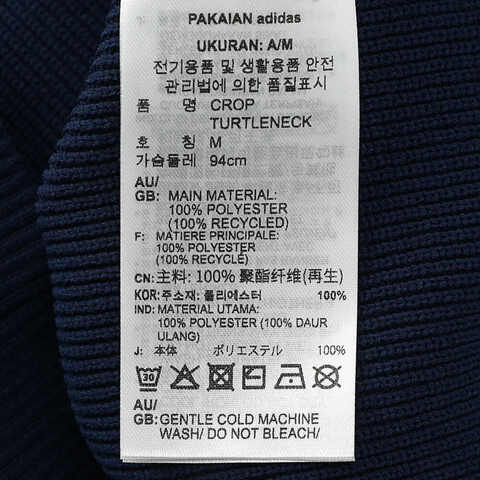 PAKAIAN adidas
UKURAN: A/M
전기용품 및 생활용품 안전
관리법에 의한 품질표시
품 명 CROP
TURTLENECK
호 칭 M
가슴둘레 94cm
AU/
GB: MAIN MATERIAL:
100% POLYESTER
(100% RECYCLED)
F: MATIERE PRINCIPALE:
100% POLYESTER
(100% RECYCLÉ)
CN: 主料: 100% 聚酯纤维(再生)
KOR: 주소재: 폴리에스터 100%
IND: MATERIAL UTAMA:
100% POLYESTER (100% DAUR
ULANG)
J: 本体 ポリエステル 100%
30
AU/
GB: GENTLE COLD MACHINE
WASH/ DO NOT BLEACH/